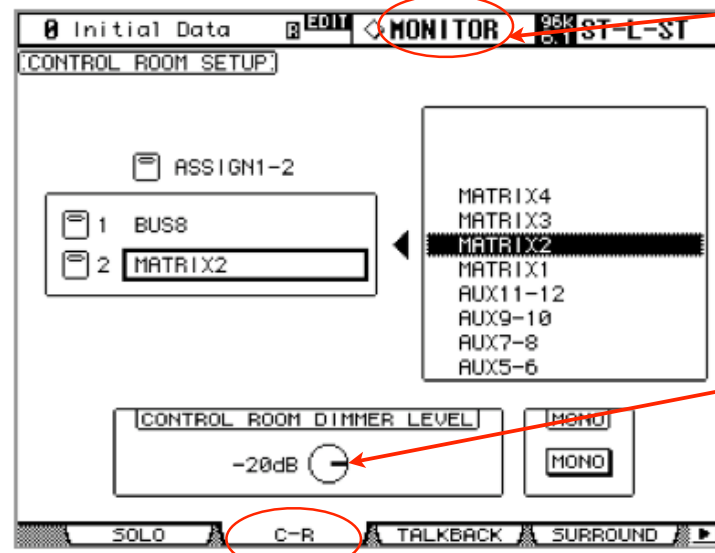 0 Initial Data R EDIT MONITOR 96K ST-L-ST
CONTROL ROOM SETUP
ASSIGN1-2
1 BUS8
2 MATRIX2
MATRIX4
MATRIX3
MATRIX2
MATRIX1
AUX11-12
AUX9-10
AUX7-8
AUX5-6
CONTROL ROOM DIMMER LEVEL
-20dB
MONO
MONO
SOLO C-R TALKBACK SURROUND